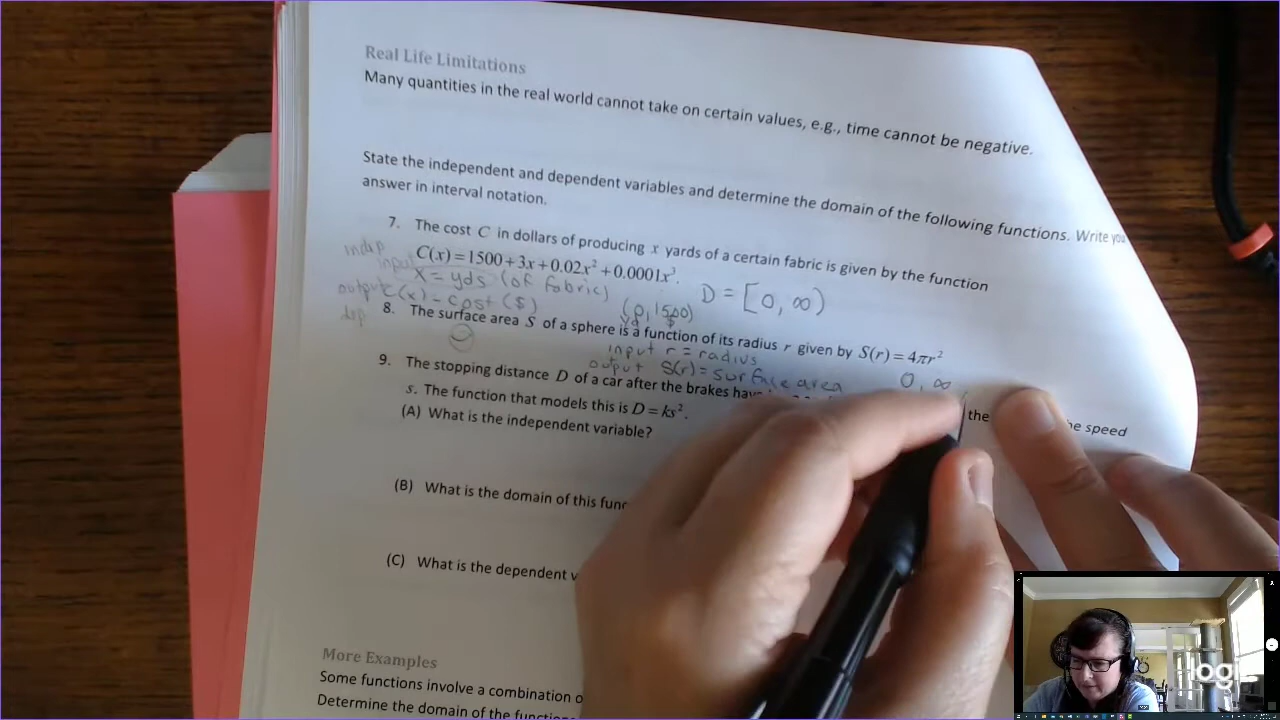 Real Life Limitations
Many quantities in the real world cannot take on certain values, e.g., time cannot be negative.
State the independent and dependent variables and determine the domain of the following functions. Write you
answer in interval notation.
7. The cost C in dollars of producing x yards of a certain fabric is given by the function
indip
input C(x) = 1500 + 3x + 0.02x² + 0.0001x³.
x = yds (of fabric) D = [0, ∞)
output C(x) = cost ($) (0, 1500)
dep yd $
8. The surface area S of a sphere is a function of its radius r given by S(r) = 4πr²
input r = radius
output S(r) = surface area 0, ∞
9. The stopping distance D of a car after the brakes hav the e speed
s. The function that models this is D = ks².
(A) What is the independent variable?
(B) What is the domain of this func
(C) What is the dependent v
More Examples
Some functions involve a combination o
Determine the domain of the function
log